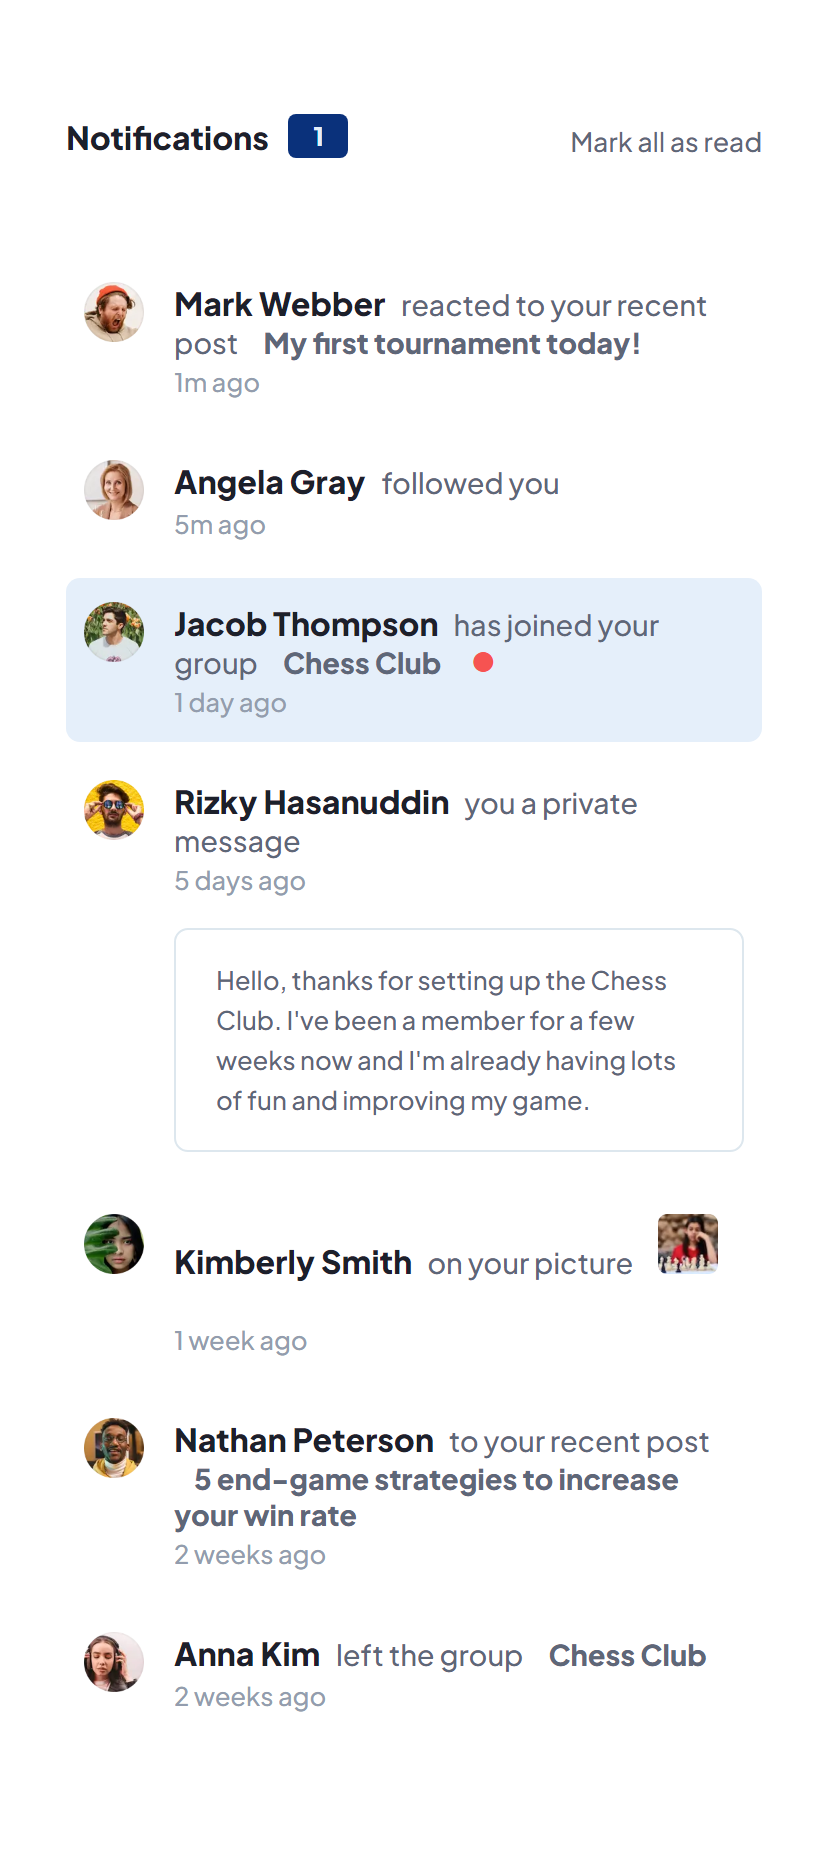 Notifications 1 Mark all as read
Mark Webber reacted to your recent
post My first tournament today!
1m ago
Angela Gray followed you
5m ago
Jacob Thompson has joined your
group Chess Club
1 day ago
Rizky Hasanuddin you a private
message
5 days ago
Hello, thanks for setting up the Chess
Club. I've been a member for a few
weeks now and I'm already having lots
of fun and improving my game.
Kimberly Smith on your picture
1 week ago
Nathan Peterson to your recent post
5 end-game strategies to increase
your win rate
2 weeks ago
Anna Kim left the group Chess Club
2 weeks ago